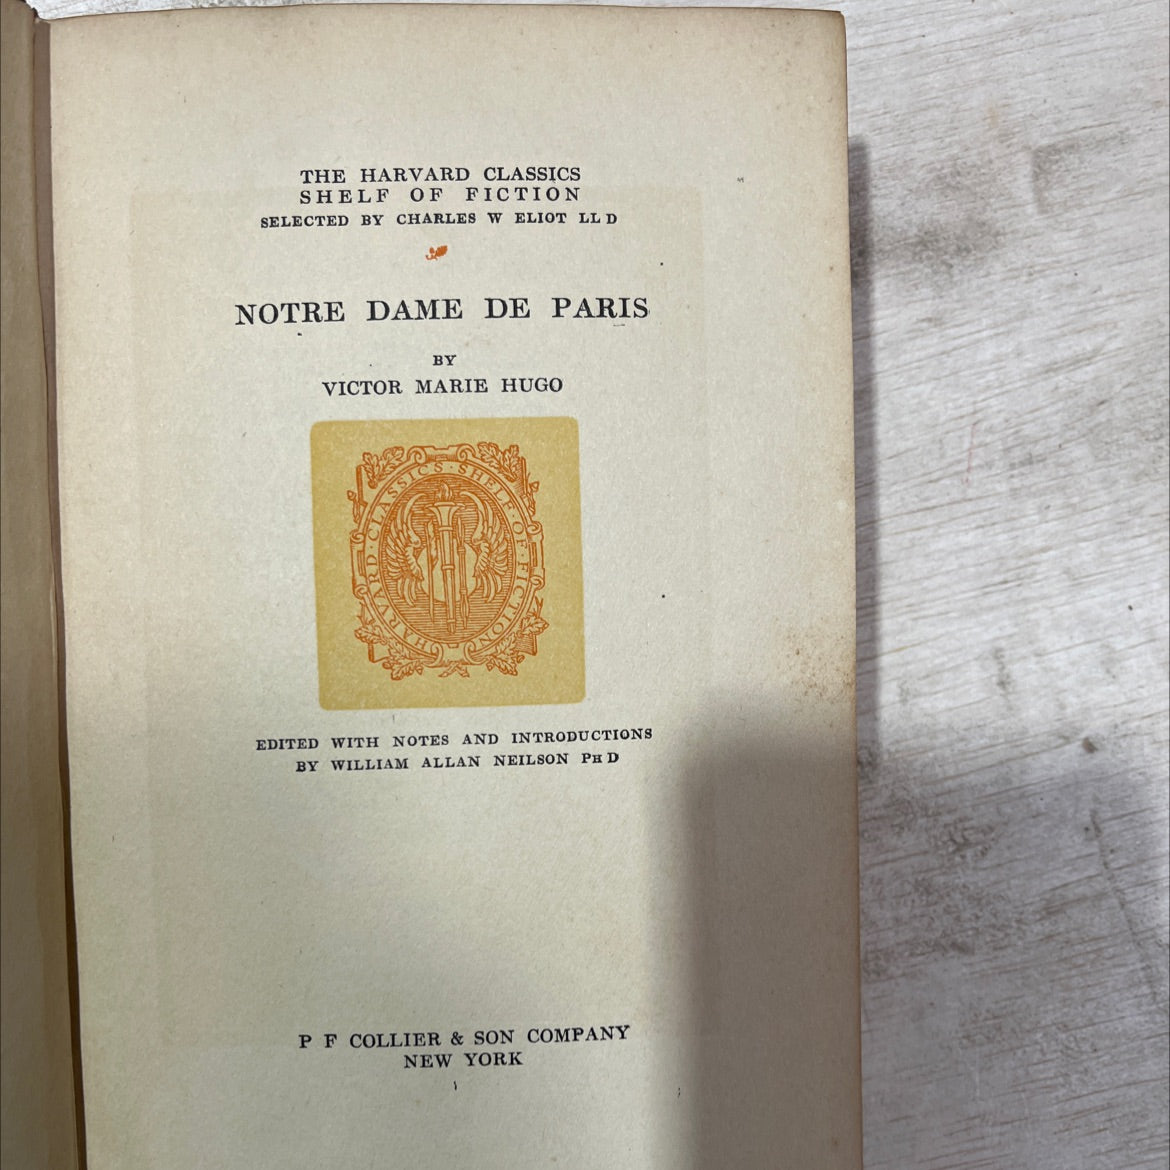 THE HARVARD CLASSICS
SHELF OF FICTION
SELECTED BY CHARLES W ELIOT LL D
NOTRE DAME DE PARIS
BY
VICTOR MARIE HUGO
HARVARD · CLASSICS · SHELF · OF · FICTION
EDITED WITH NOTES AND INTRODUCTIONS
BY WILLIAM ALLAN NEILSON PH D
P F COLLIER & SON COMPANY
NEW YORK